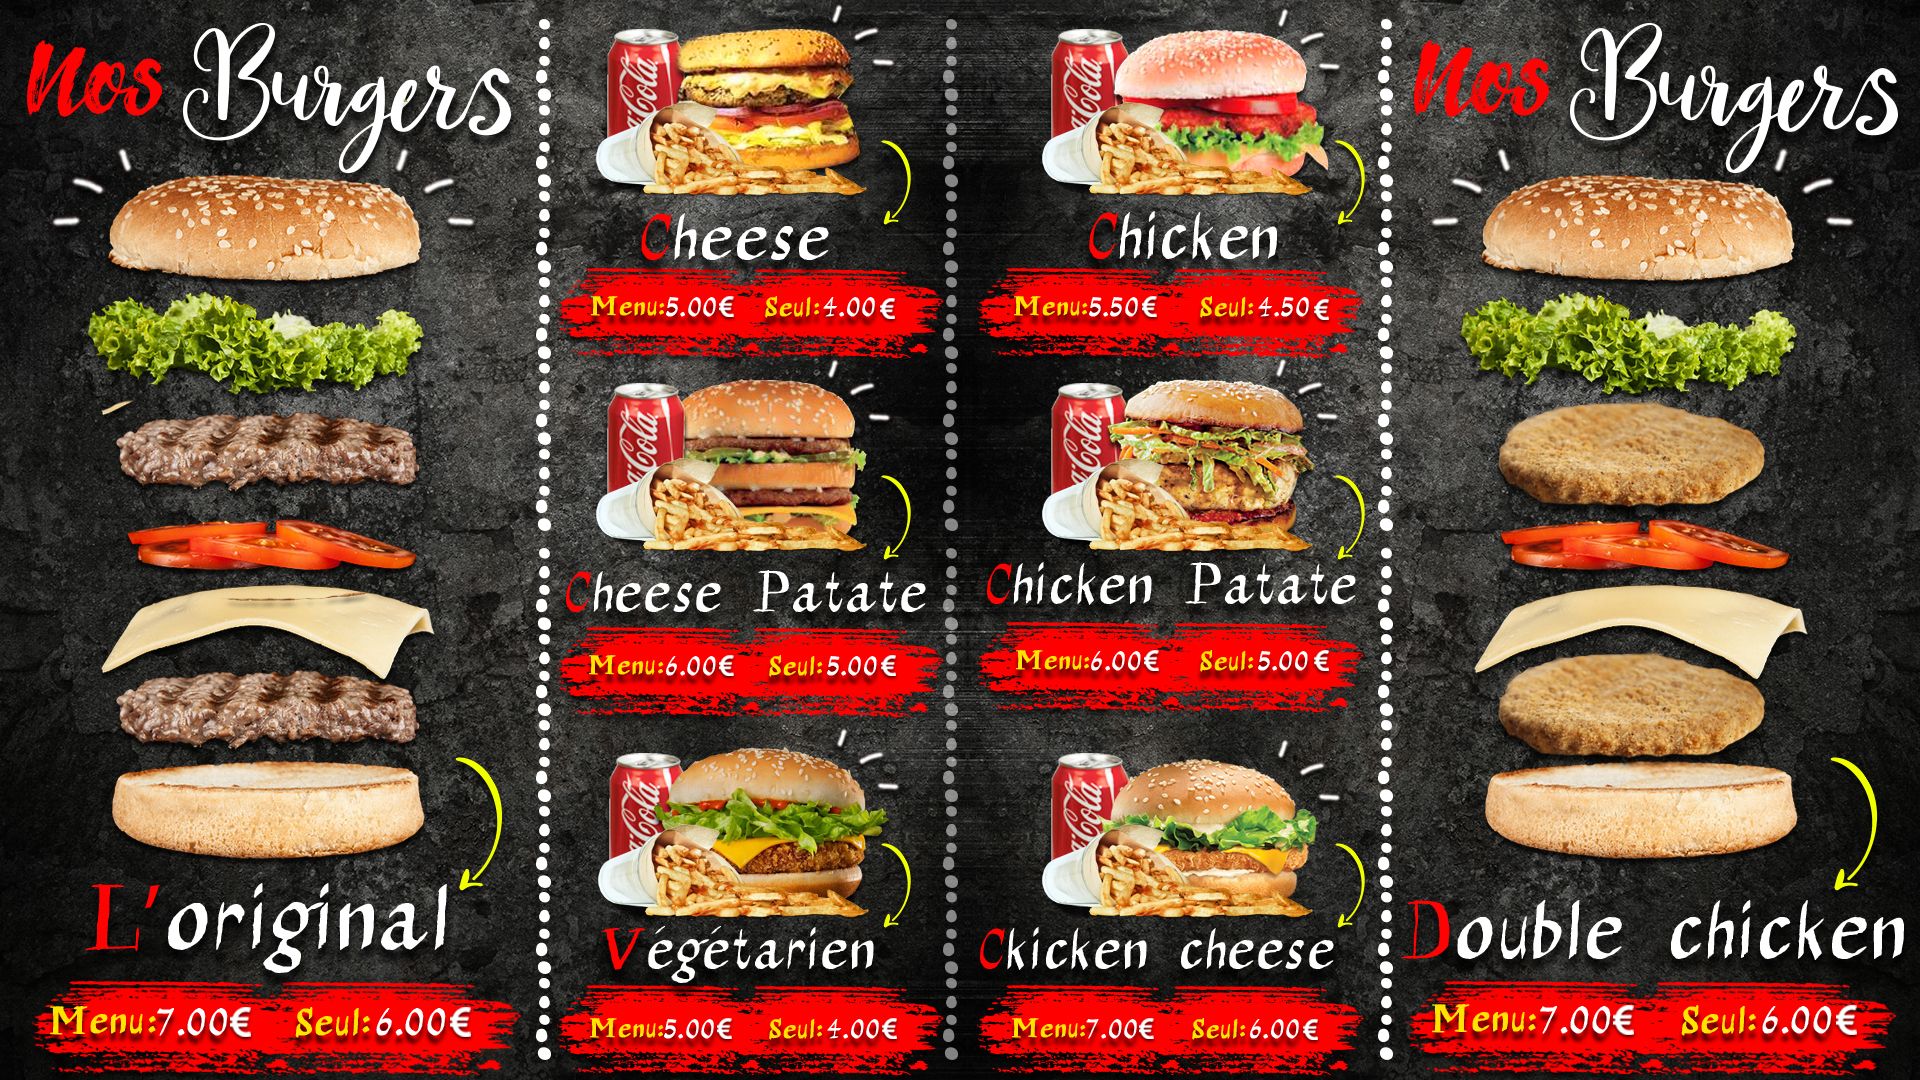 Nos Burgers
L'original
Menu:7.00€ Seul:6.00€
Cheese
Menu:5.00€ Seul:4.00€
Cheese Patate
Menu:6.00€ Seul:5.00€
Végétarien
Menu:5.00€ Seul:4.00€
Chicken
Menu:5.50€ Seul:4.50€
Chicken Patate
Menu:6.00€ Seul:5.00€
Ckicken cheese
Menu:7.00€ Seul:6.00€
Nos Burgers
Double chicken
Menu:7.00€ Seul:6.00€